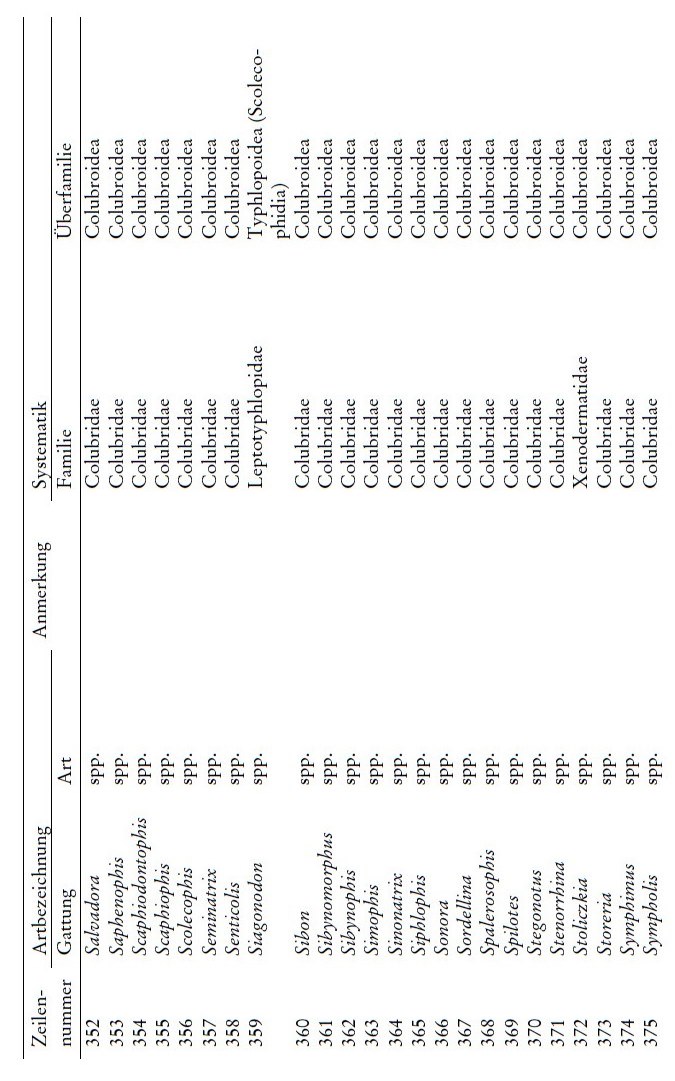 Zeilen- Artbezeichnung Anmerkung Systematik
nummer Gattung Art Familie Überfamilie
352 Salvadora spp. Colubridae Colubroidea
353 Saphenophis spp. Colubridae Colubroidea
354 Scaphiodontophis spp. Colubridae Colubroidea
355 Scaphiophis spp. Colubridae Colubroidea
356 Scolecophis spp. Colubridae Colubroidea
357 Seminatrix spp. Colubridae Colubroidea
358 Senticolis spp. Colubridae Colubroidea
359 Siagonodon spp. Leptotyphlopidae Typhlopoidea (Scoleco-
phidia)
360 Sibon spp. Colubridae Colubroidea
361 Sibynomorphus spp. Colubridae Colubroidea
362 Sibynophis spp. Colubridae Colubroidea
363 Simophis spp. Colubridae Colubroidea
364 Sinonatrix spp. Colubridae Colubroidea
365 Siphlophis spp. Colubridae Colubroidea
366 Sonora spp. Colubridae Colubroidea
367 Sordellina spp. Colubridae Colubroidea
368 Spalerosophis spp. Colubridae Colubroidea
369 Spilotes spp. Colubridae Colubroidea
370 Stegonotus spp. Colubridae Colubroidea
371 Stenorrhina spp. Colubridae Colubroidea
372 Stoliczkia spp. Xenodermatidae Colubroidea
373 Storeria spp. Colubridae Colubroidea
374 Symphimus spp. Colubridae Colubroidea
375 Sympholis spp. Colubridae Colubroidea